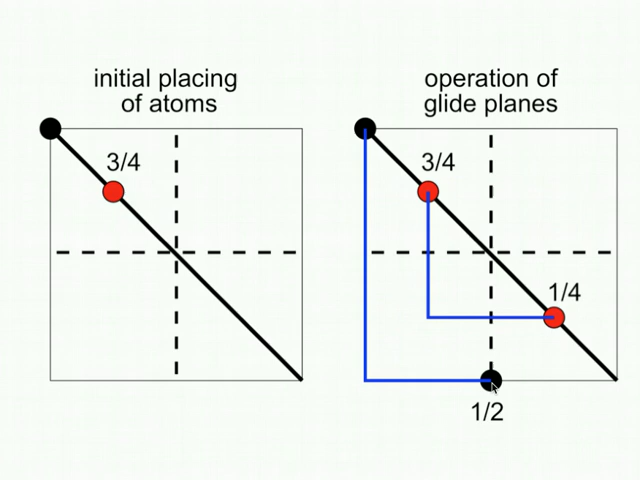 initial placing
of atoms
3/4
operation of
glide planes
3/4
1/4
1/2